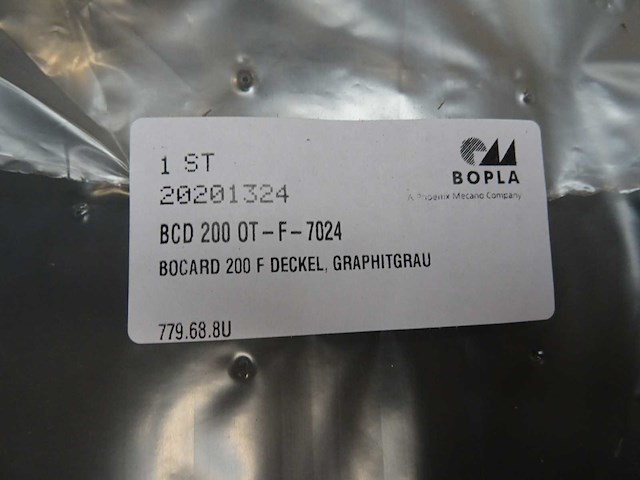 1 ST
20201324
BOPLA
A Phoenix Mecano Company
BCD 200 OT-F-7024
BOCARD 200 F DECKEL, GRAPHITGRAU
779.68.8U